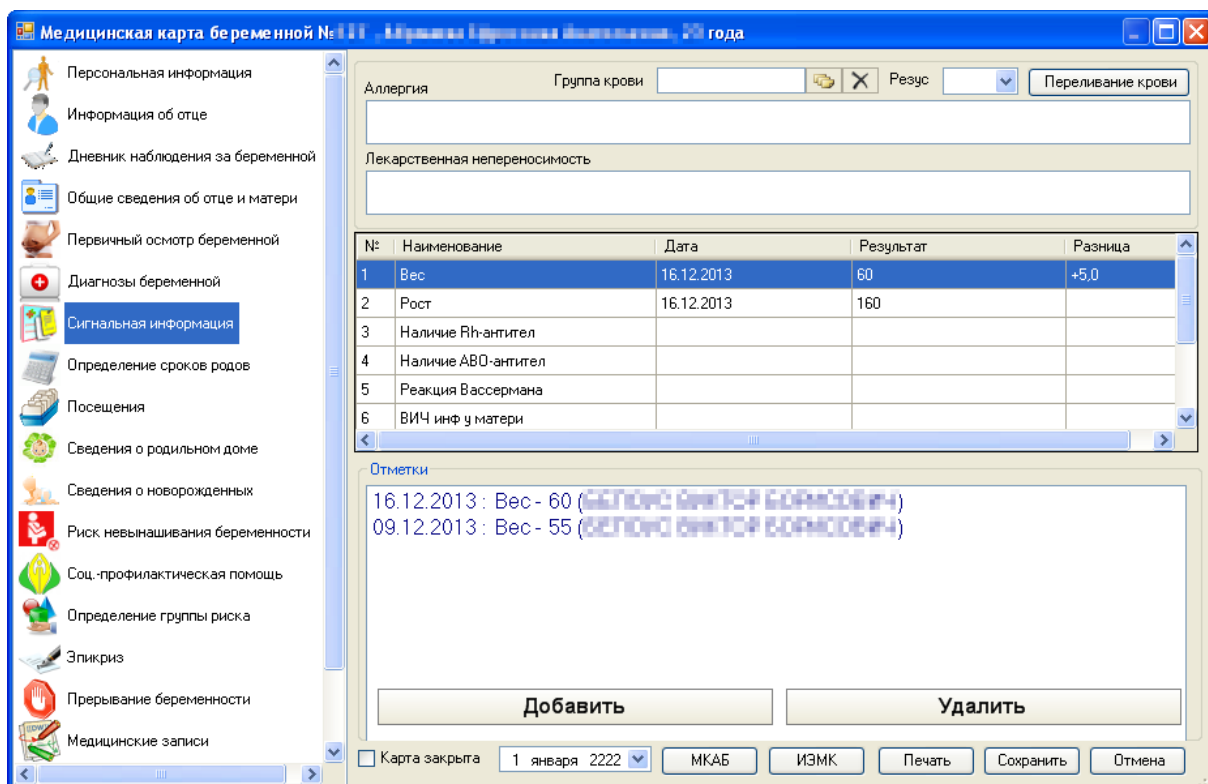 Медицинская карта беременной № года
Персональная информация
Информация об отце
Дневник наблюдения за беременной
Общие сведения об отце и матери
Первичный осмотр беременной
Диагнозы беременной
Сигнальная информация
Определение сроков родов
Посещения
Сведения о родильном доме
Сведения о новорожденных
Риск невынашивания беременности
Соц.-профилактическая помощь
Определение группы риска
Эпикриз
Прерывание беременности
Медицинские записи
Группа крови Резус Переливание крови
Аллергия
Лекарственная непереносимость
№ Наименование Дата Результат Разница
1 Вес 16.12.2013 60 +5,0
2 Рост 16.12.2013 160
3 Наличие Rh-антител
4 Наличие АВО-антител
5 Реакция Вассермана
6 ВИЧ инф у матери
Отметки
16.12.2013 : Вес - 60 ( )
09.12.2013 : Вес - 55 ( )
Добавить Удалить
Карта закрыта 1 января 2222 МКАБ ИЭМК Печать Сохранить Отмена